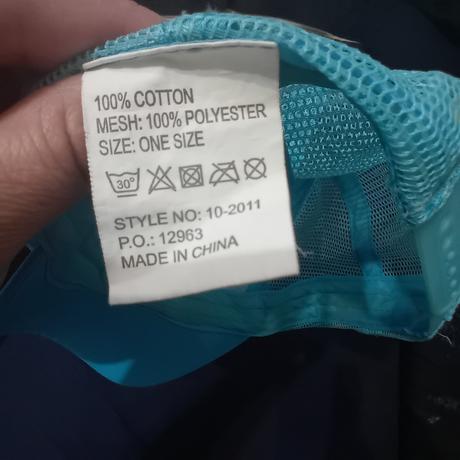 100% COTTON
MESH: 100% POLYESTER
SIZE: ONE SIZE
30°
STYLE NO: 10-2011
P.O.: 12963
MADE IN CHINA